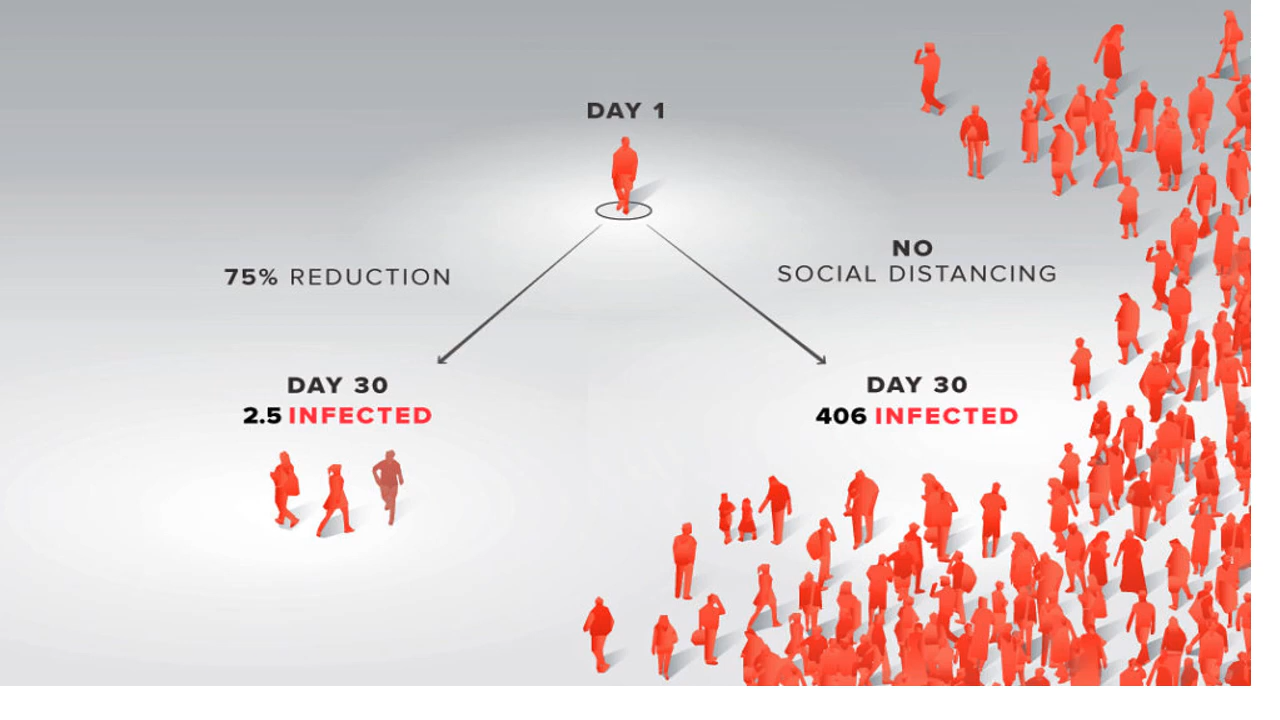 DAY 1
75% REDUCTION
NO
SOCIAL DISTANCING
DAY 30
2.5 INFECTED
DAY 30
406 INFECTED